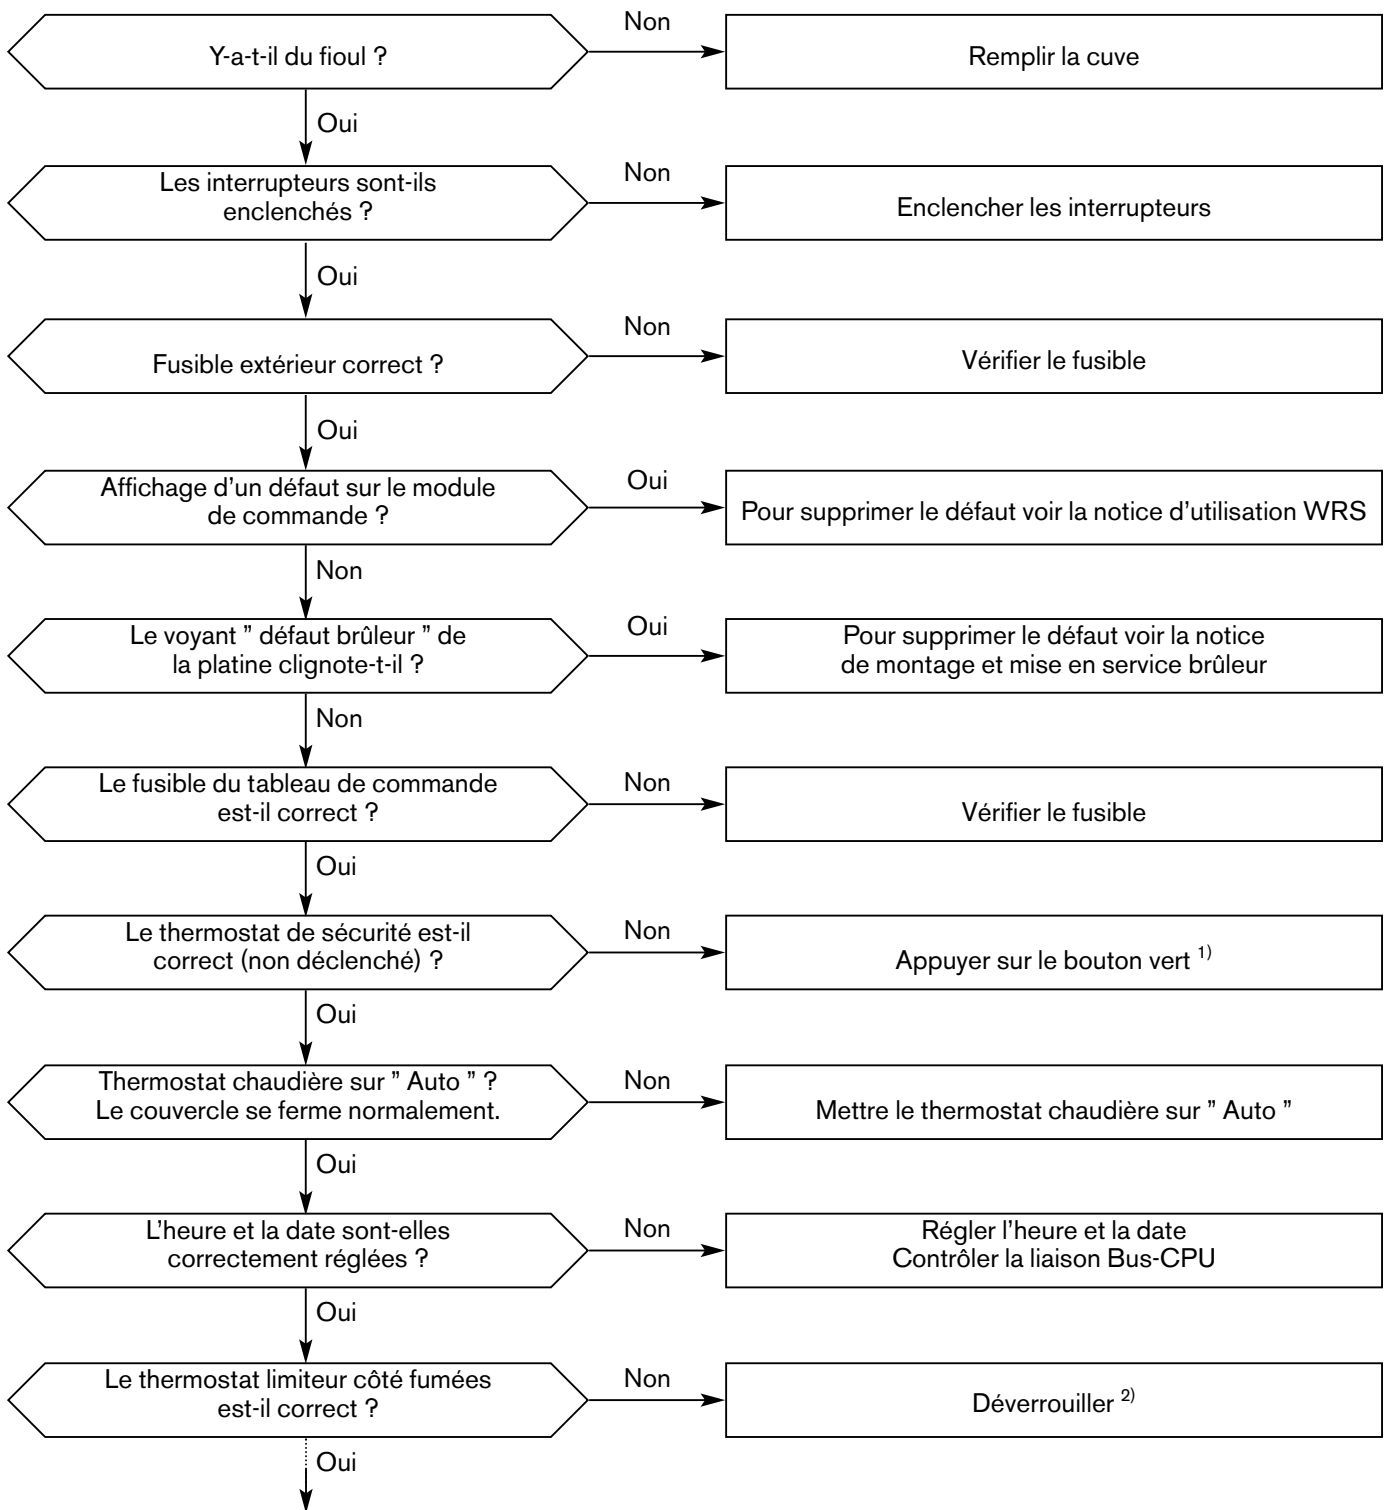 Y-a-t-il du fioul ?
Non
Remplir la cuve
Oui
Les interrupteurs sont-ils
enclenchés ?
Non
Enclencher les interrupteurs
Oui
Fusible extérieur correct ?
Non
Vérifier le fusible
Oui
Affichage d'un défaut sur le module
de commande ?
Oui
Pour supprimer le défaut voir la notice d'utilisation WRS
Non
Le voyant ” défaut brûleur ” de
la platine clignote-t-il ?
Oui
Pour supprimer le défaut voir la notice
de montage et mise en service brûleur
Non
Le fusible du tableau de commande
est-il correct ?
Non
Vérifier le fusible
Oui
Le thermostat de sécurité est-il
correct (non déclenché) ?
Non
Appuyer sur le bouton vert 1)
Oui
Thermostat chaudière sur ” Auto ” ?
Le couvercle se ferme normalement.
Non
Mettre le thermostat chaudière sur ” Auto ”
Oui
L'heure et la date sont-elles
correctement réglées ?
Non
Régler l'heure et la date
Contrôler la liaison Bus-CPU
Oui
Le thermostat limiteur côté fumées
est-il correct ?
Non
Déverrouiller 2)
Oui